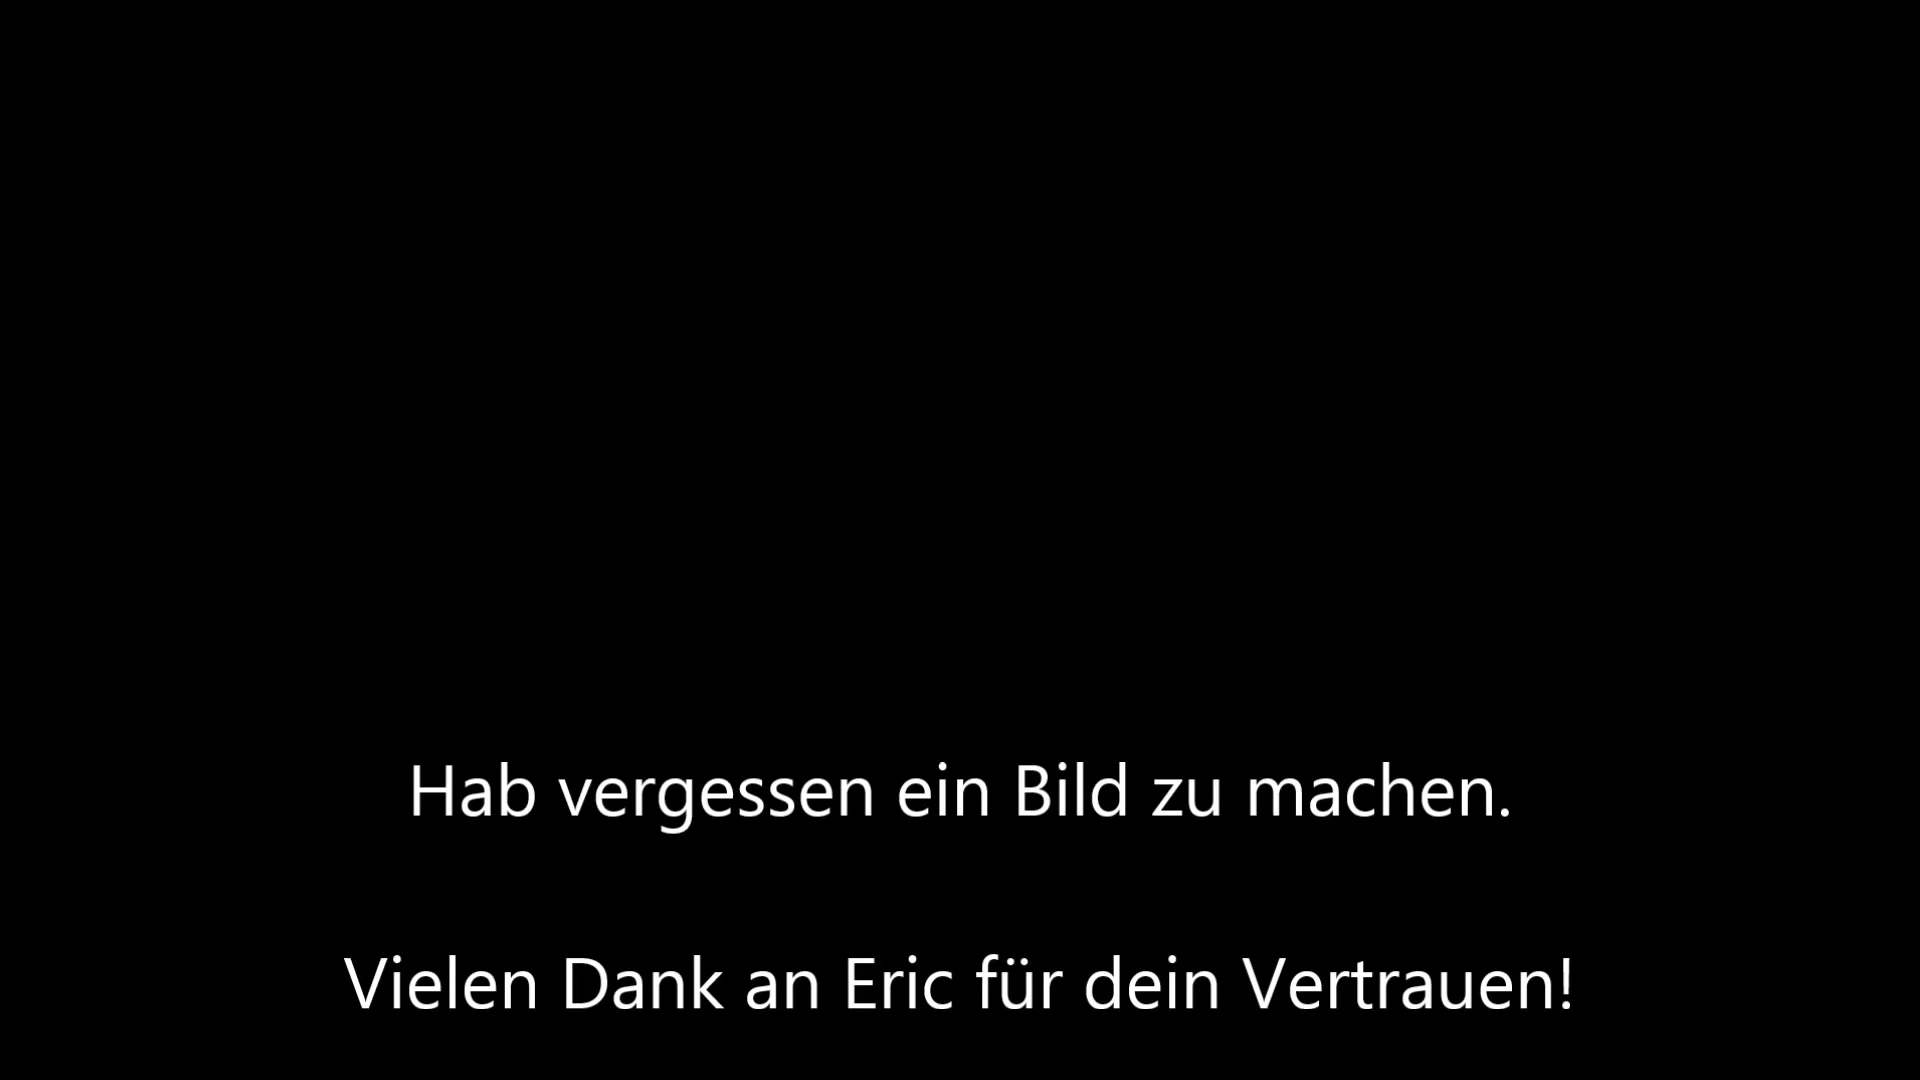 Hab vergessen ein Bild zu machen.
Vielen Dank an Eric für dein Vertrauen!